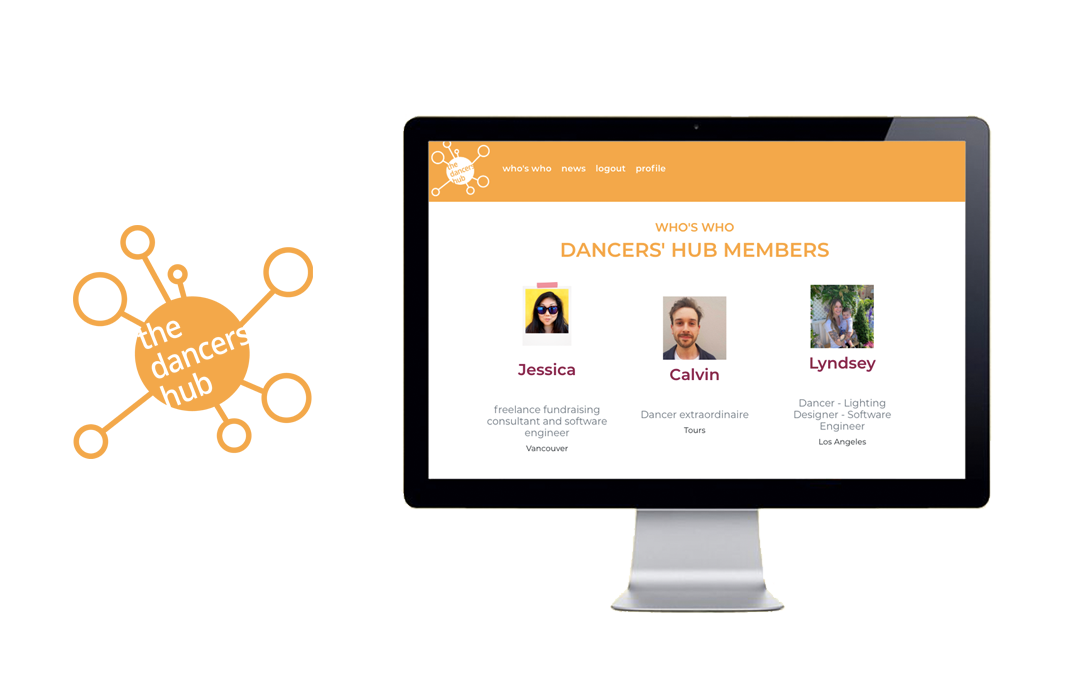 the
dancers
hub
the
dancers
hub
who's who news logout profile
WHO'S WHO
DANCERS' HUB MEMBERS
Jessica
freelance fundraising
consultant and software
engineer
Vancouver
Calvin
Dancer extraordinaire
Tours
Lyndsey
Dancer - Lighting
Designer - Software
Engineer
Los Angeles